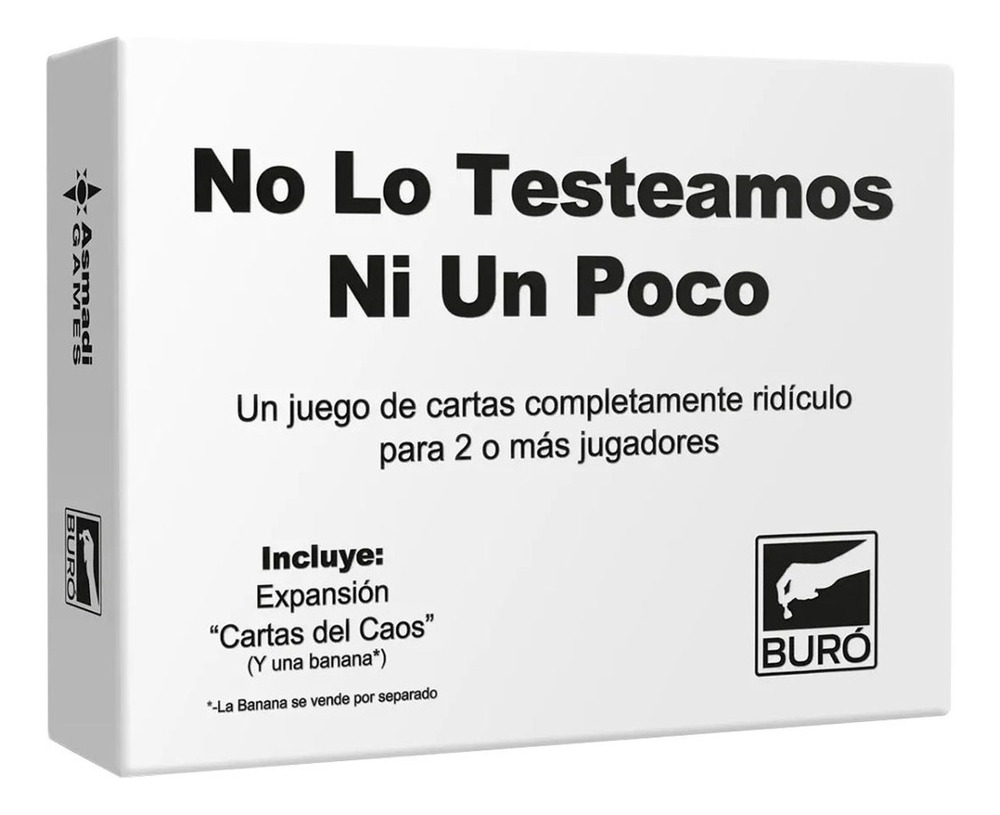 No Lo Testeamos
Ni Un Poco
Un juego de cartas completamente ridículo
para 2 o más jugadores
Incluye:
Expansión
“Cartas del Caos”
(Y una banana*)
*-La Banana se vende por separado
BURÓ
Asmadi
GAMES
BURÓ